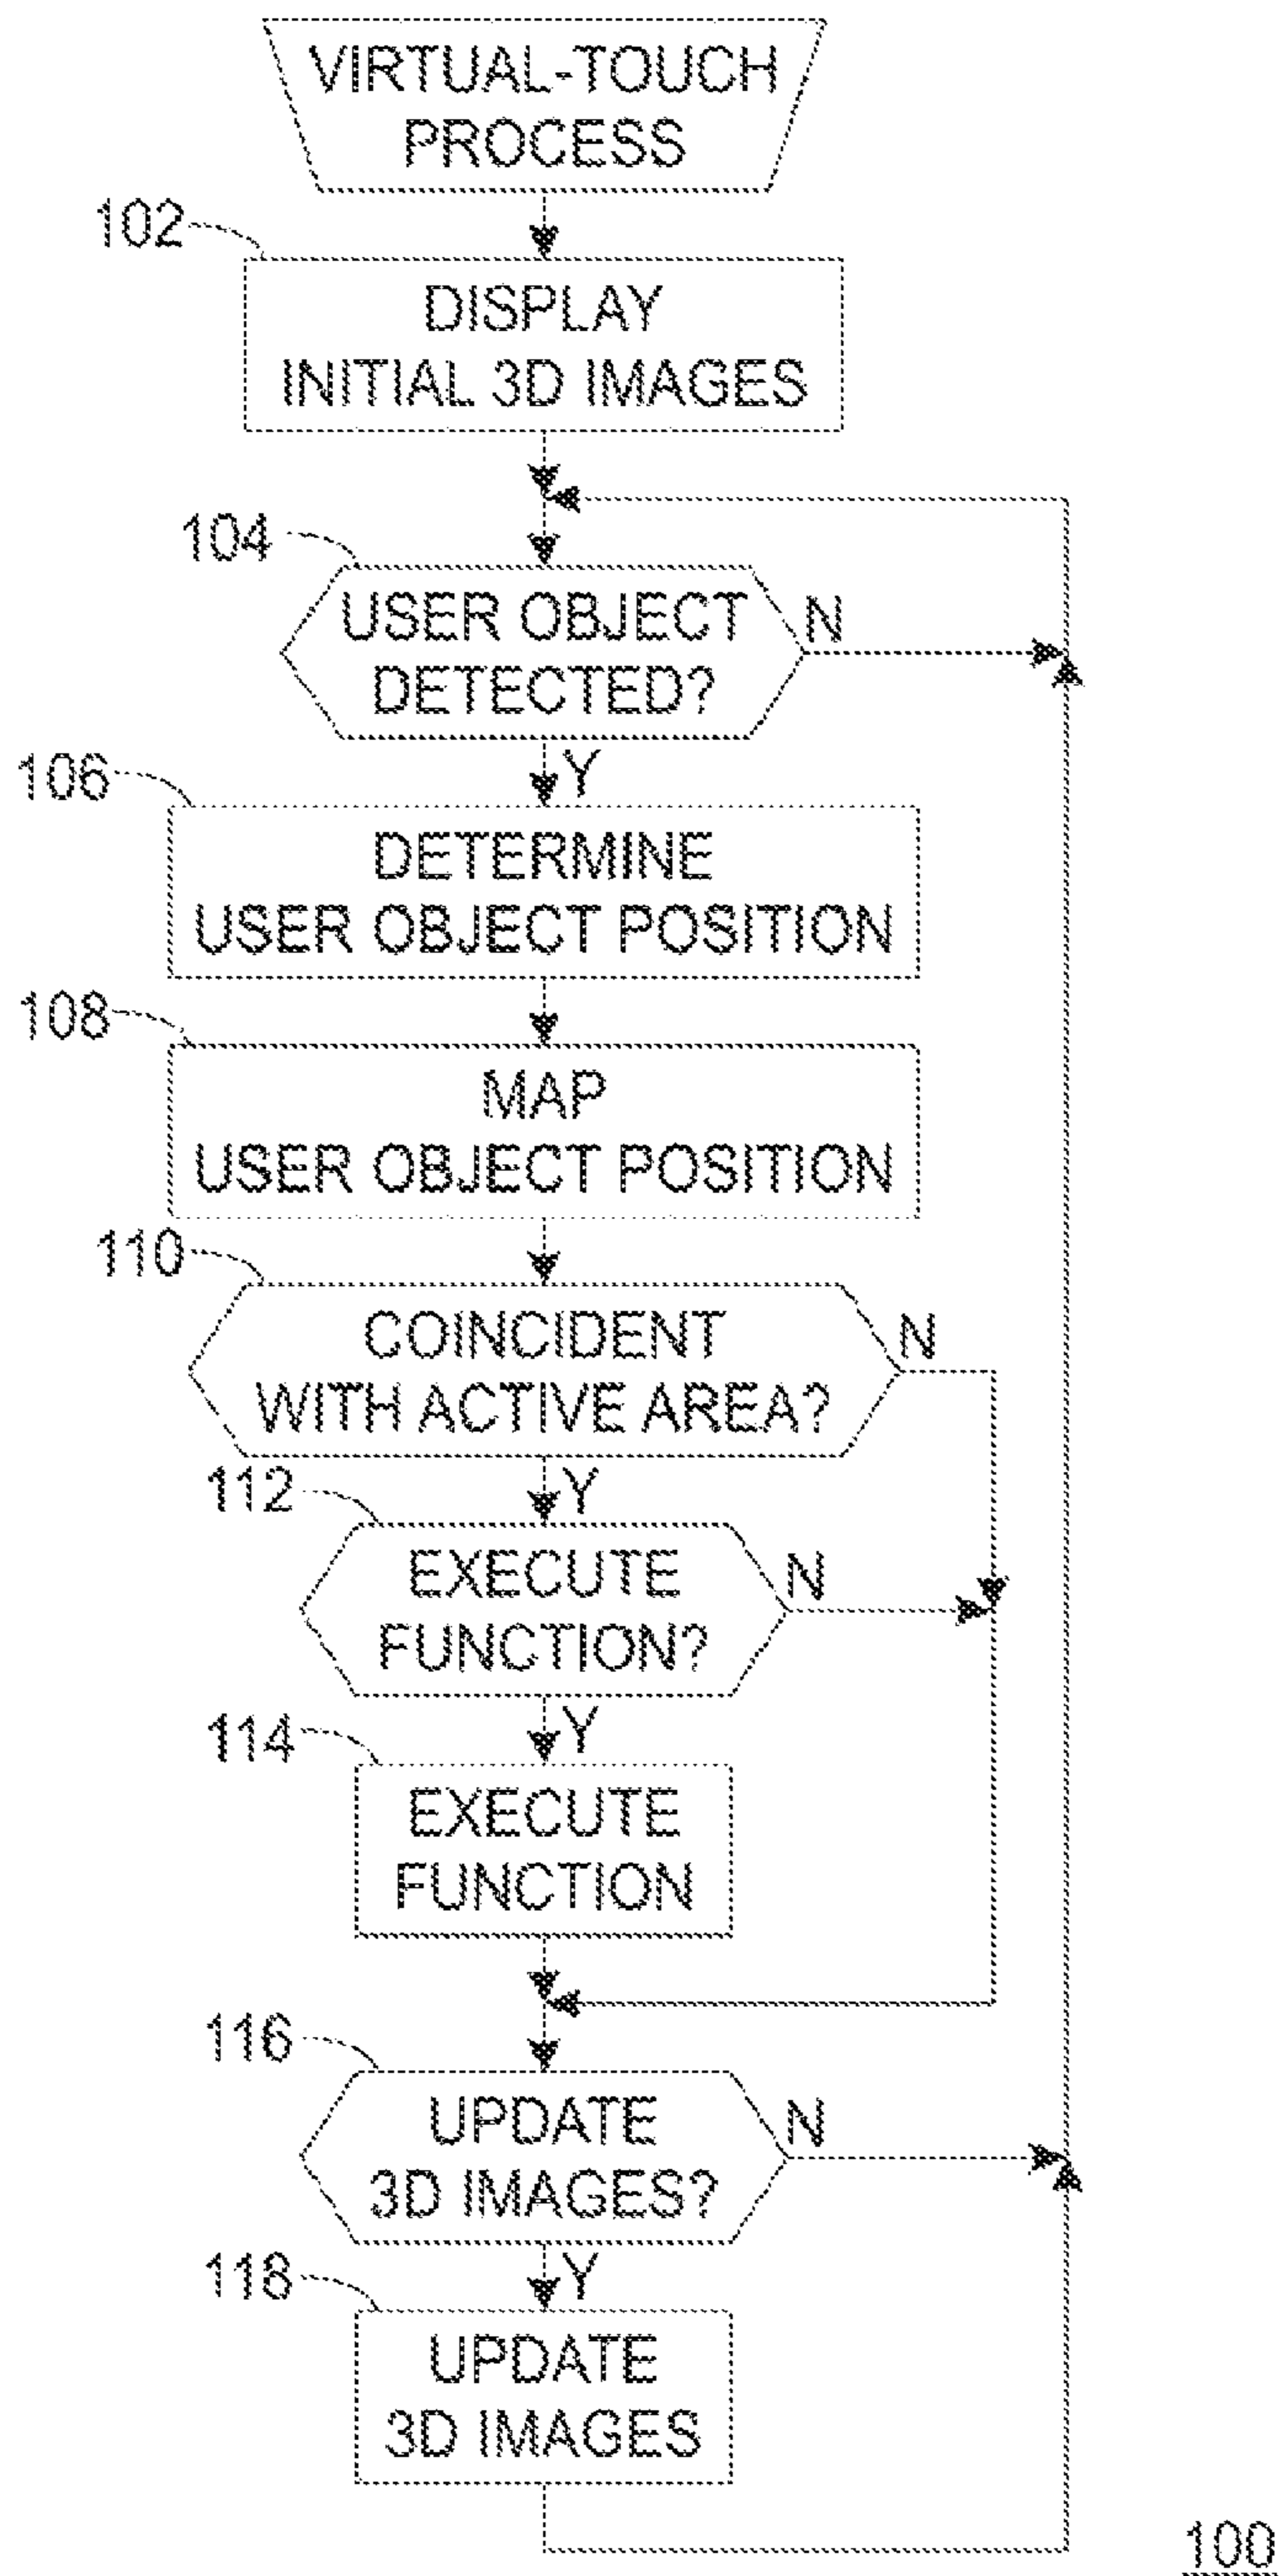 VIRTUAL-TOUCH
PROCESS
102
DISPLAY
INITIAL 3D IMAGES
104
USER OBJECT
DETECTED?
N
Y
106
DETERMINE
USER OBJECT POSITION
108
MAP
USER OBJECT POSITION
110
COINCIDENT
WITH ACTIVE AREA?
N
Y
112
EXECUTE
FUNCTION?
N
Y
114
EXECUTE
FUNCTION
116
UPDATE
3D IMAGES?
N
Y
118
UPDATE
3D IMAGES
100